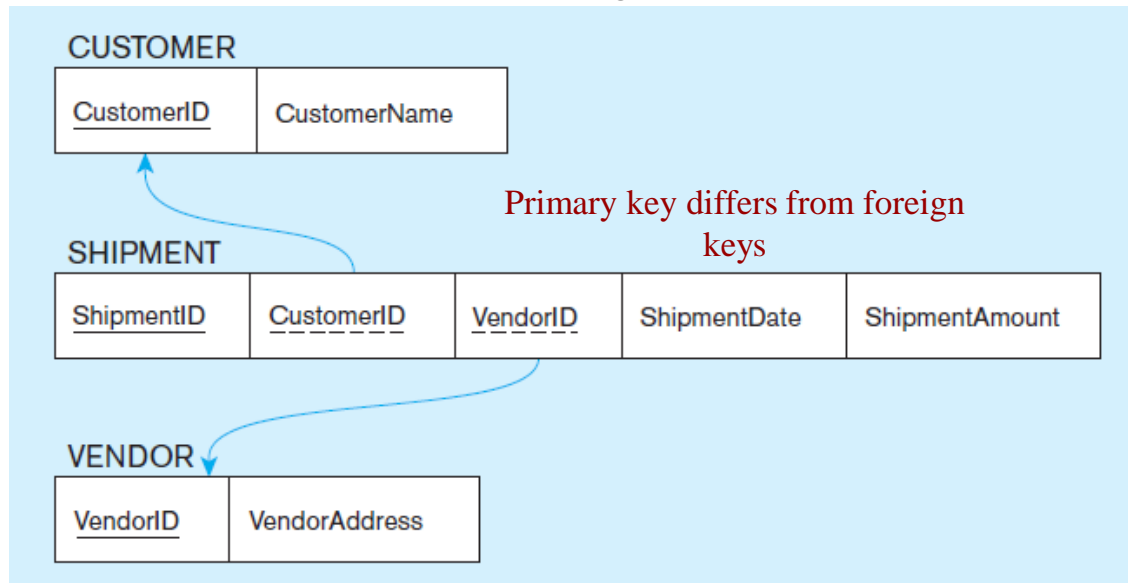 CUSTOMER
CustomerID CustomerName
Primary key differs from foreign
keys
SHIPMENT
ShipmentID CustomerID VendorID ShipmentDate ShipmentAmount
VENDOR
VendorID VendorAddress